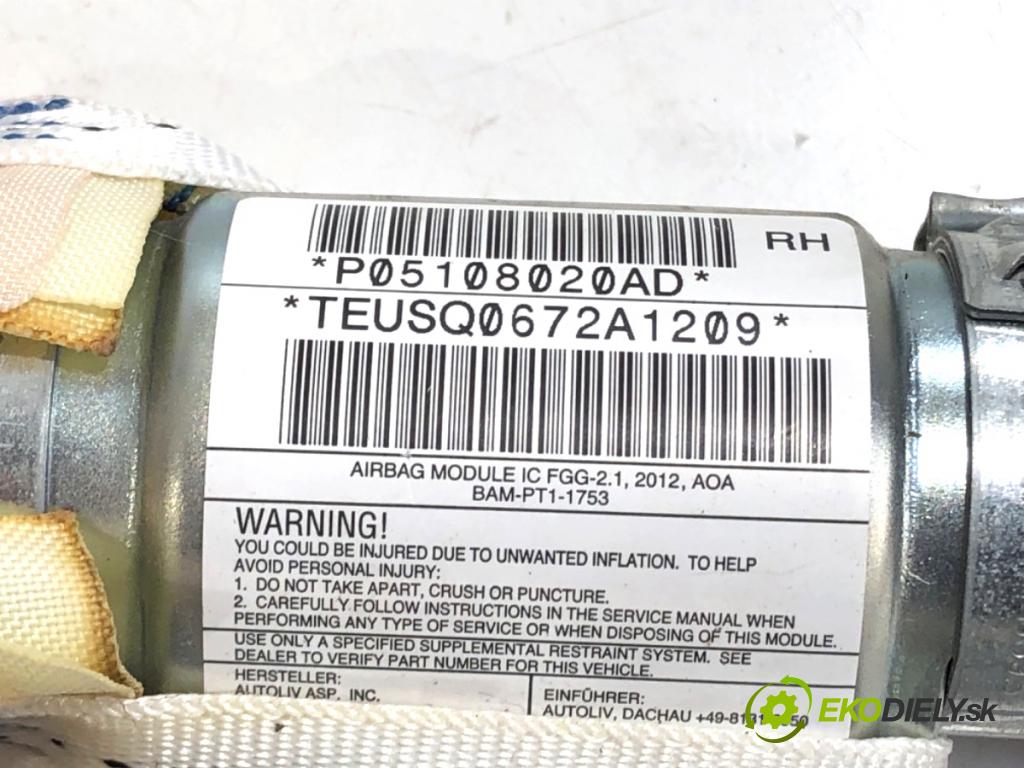 RH
*P05108020AD*
*TEUSQ0672A1209*
AIRBAG MODULE IC FGG-2.1, 2012, AOA
BAM-PT1-1753
WARNING!
YOU COULD BE INJURED DUE TO UNWANTED INFLATION. TO HELP
AVOID PERSONAL INJURY:
1. DO NOT TAKE APART, CRUSH OR PUNCTURE.
2. CAREFULLY FOLLOW INSTRUCTIONS IN THE SERVICE MANUAL WHEN
PERFORMING ANY TYPE OF SERVICE OR WHEN DISPOSING OF THIS MODULE.
USE ONLY A SPECIFIED SUPPLEMENTAL RESTRAINT SYSTEM. SEE
DEALER TO VERIFY PART NUMBER FOR THIS VEHICLE.
HERSTELLER:
AUTOLIV ASP. INC.
EINFÜHRER:
AUTOLIV, DACHAU
EKODIELY.sk